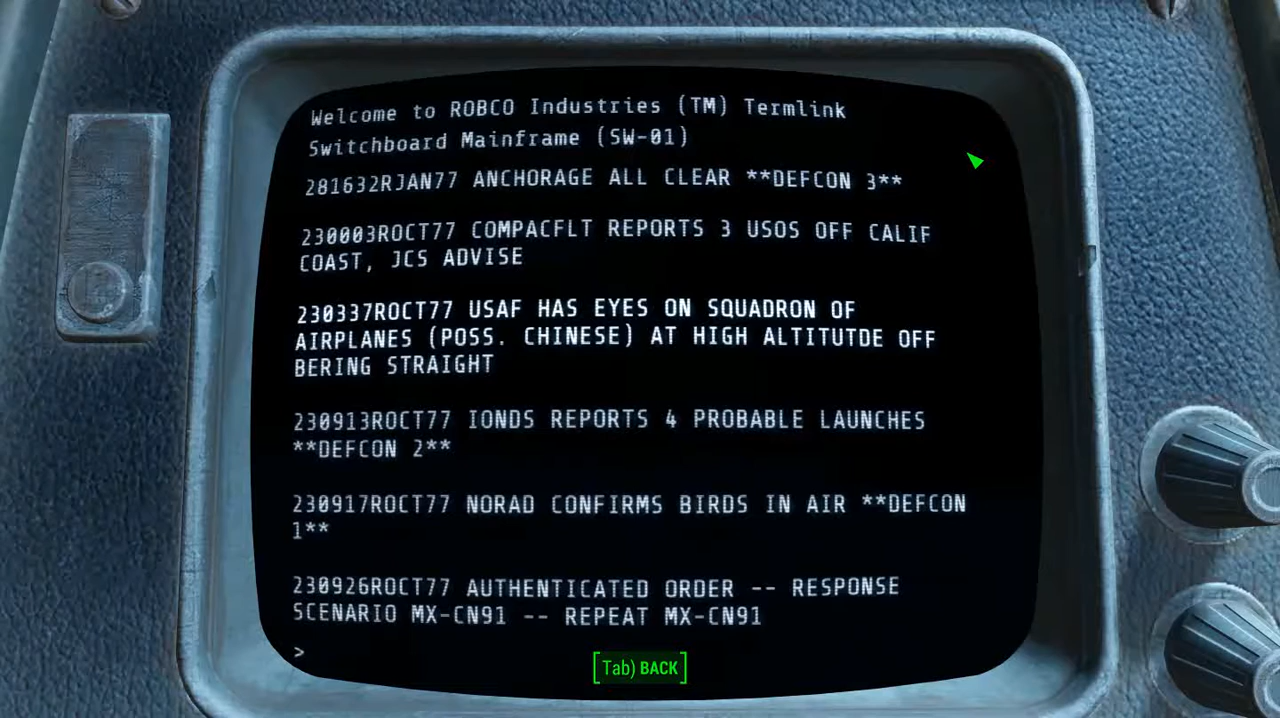 Welcome to ROBCO Industries (TM) Termlink
Switchboard Mainframe (SW-01)
281632RJAN77 ANCHORAGE ALL CLEAR **DEFCON 3**
230003ROCT77 COMPACFLT REPORTS 3 USOS OFF CALIF
COAST, JCS ADVISE
230337ROCT77 USAF HAS EYES ON SQUADRON OF
AIRPLANES (POSS. CHINESE) AT HIGH ALTITUTDE OFF
BERING STRAIGHT
230913ROCT77 IONDS REPORTS 4 PROBABLE LAUNCHES
**DEFCON 2**
230917ROCT77 NORAD CONFIRMS BIRDS IN AIR **DEFCON
1**
230926ROCT77 AUTHENTICATED ORDER -- RESPONSE
SCENARIO MX-CN91 -- REPEAT MX-CN91
>
Tab) BACK